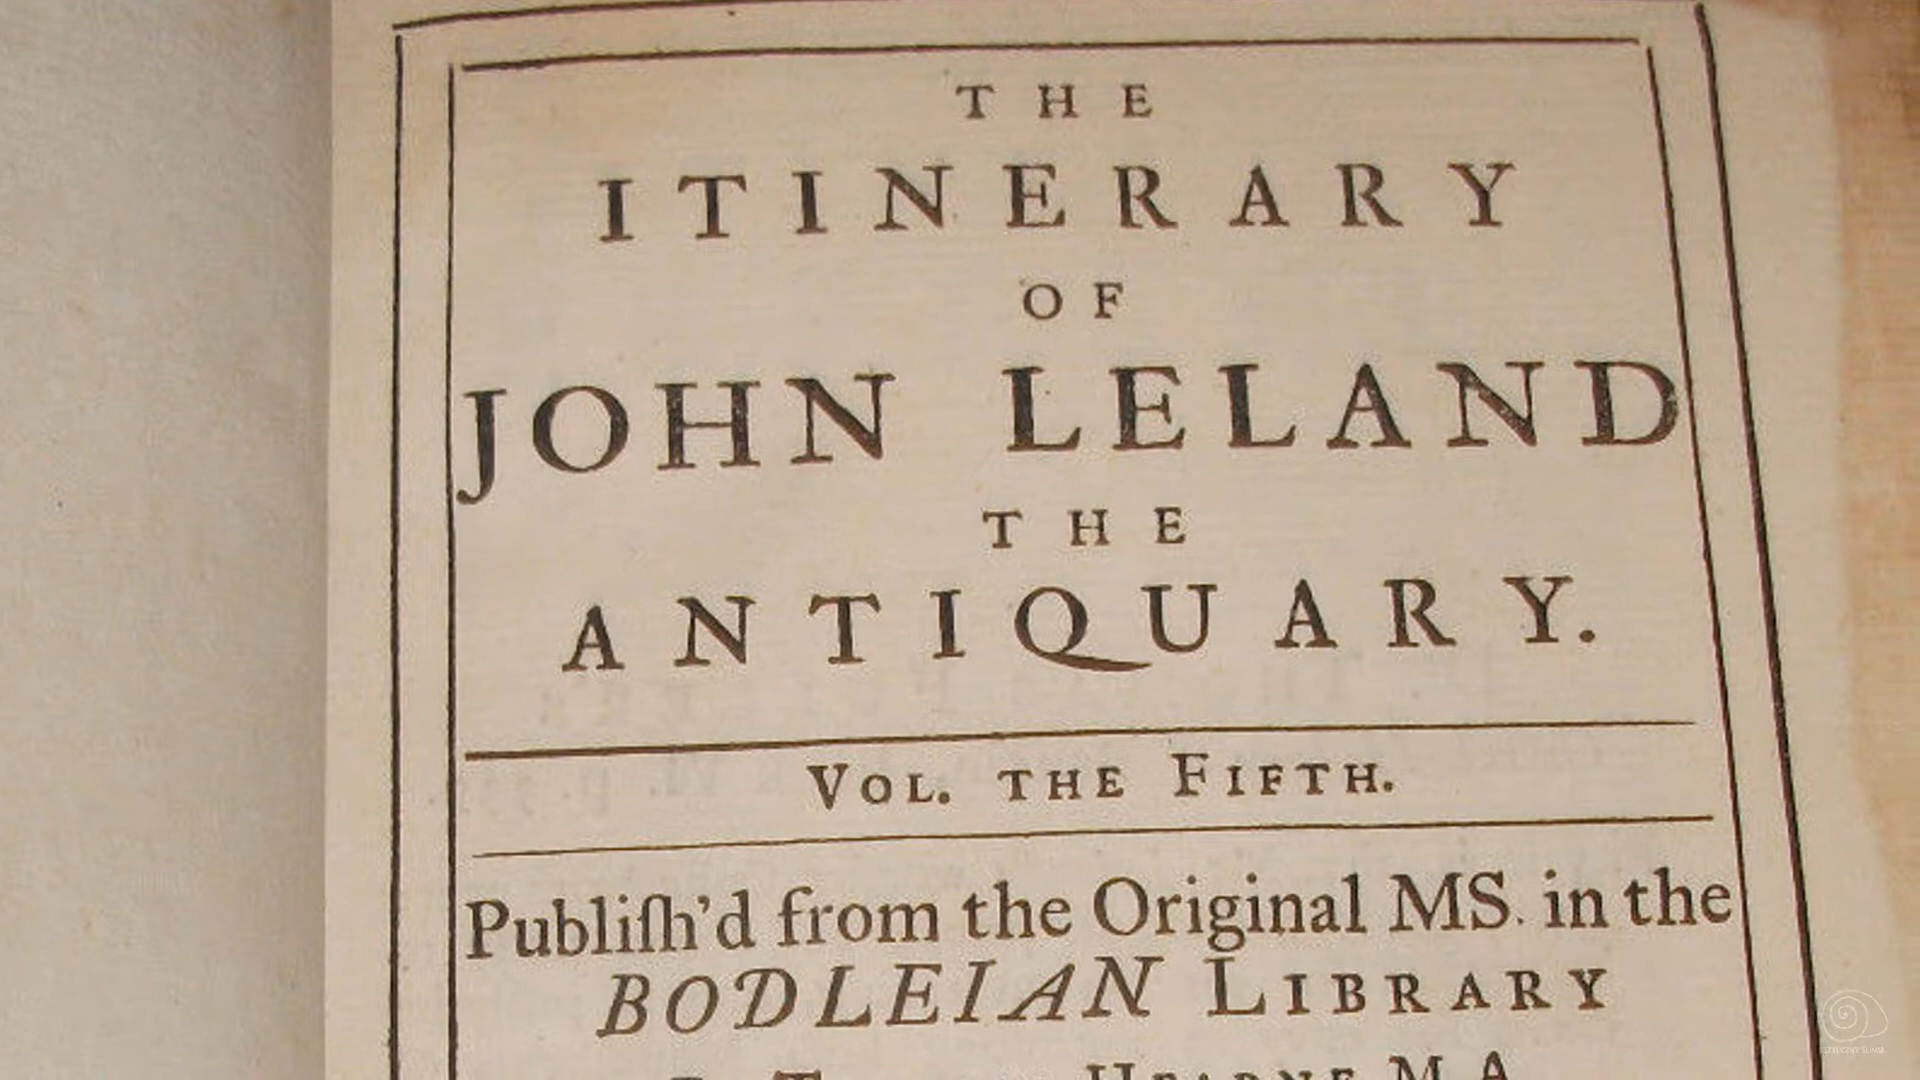 THE
ITINERARY
OF
JOHN LELAND
THE
ANTIQUARY.
VOL. THE FIFTH.
Publiſh'd from the Original MS. in the
BODLEIAN LIBRARY
HEARNE M.A.